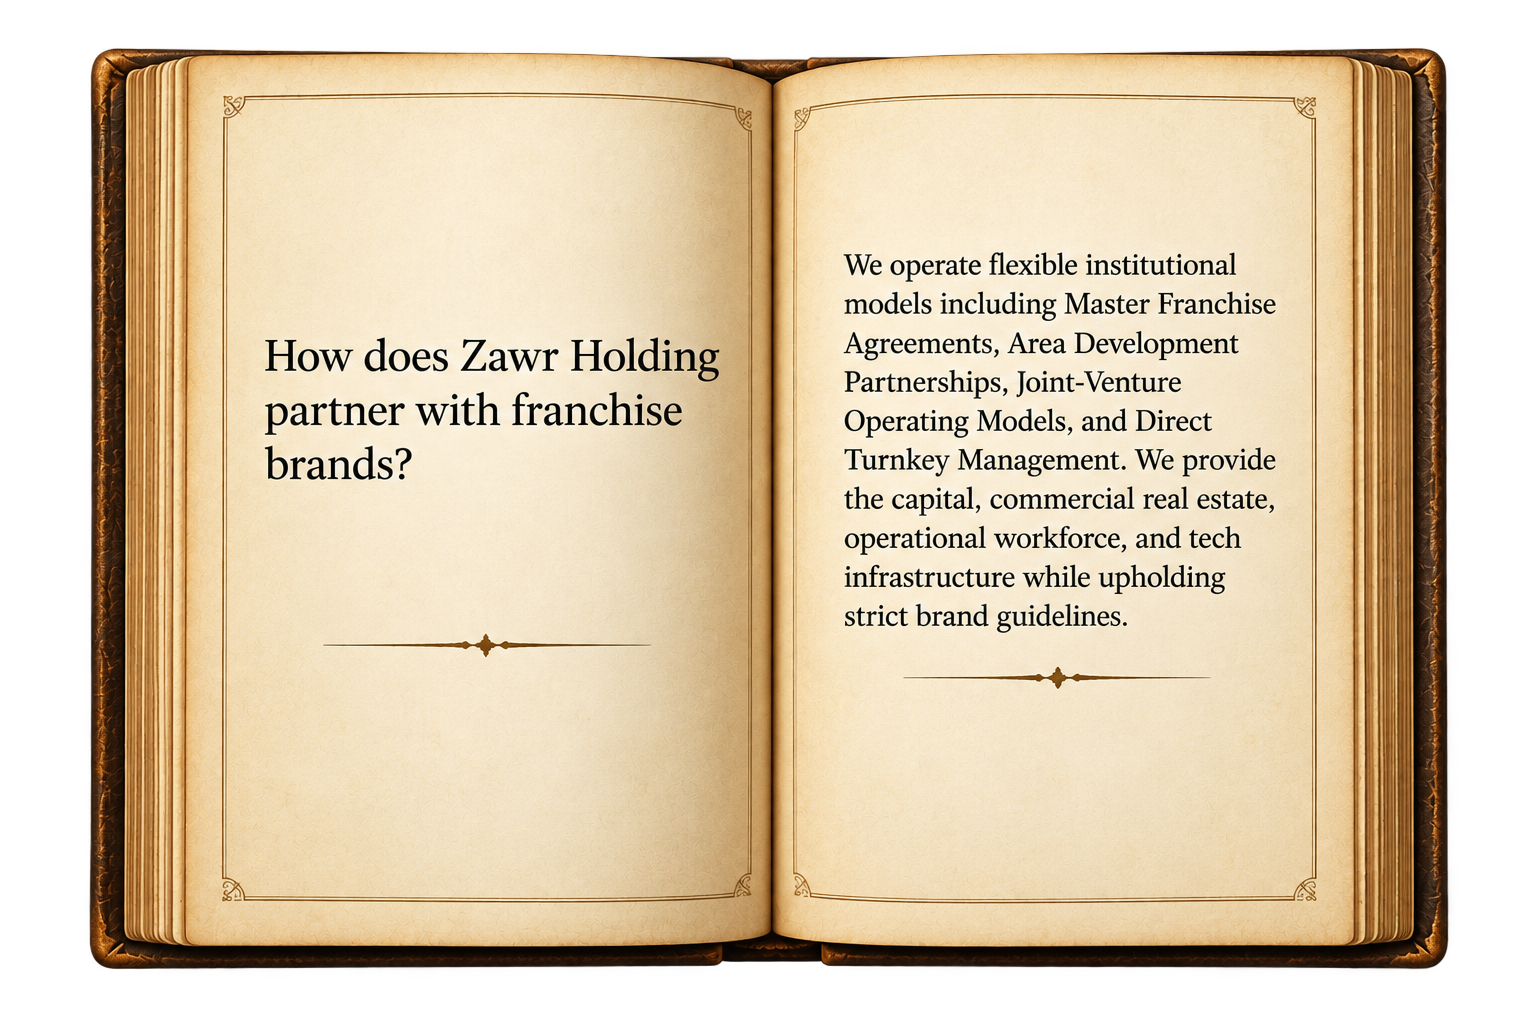 How does Zawr Holding
partner with franchise
brands?
We operate flexible institutional
models including Master Franchise
Agreements, Area Development
Partnerships, Joint-Venture
Operating Models, and Direct
Turnkey Management. We provide
the capital, commercial real estate,
operational workforce, and tech
infrastructure while upholding
strict brand guidelines.